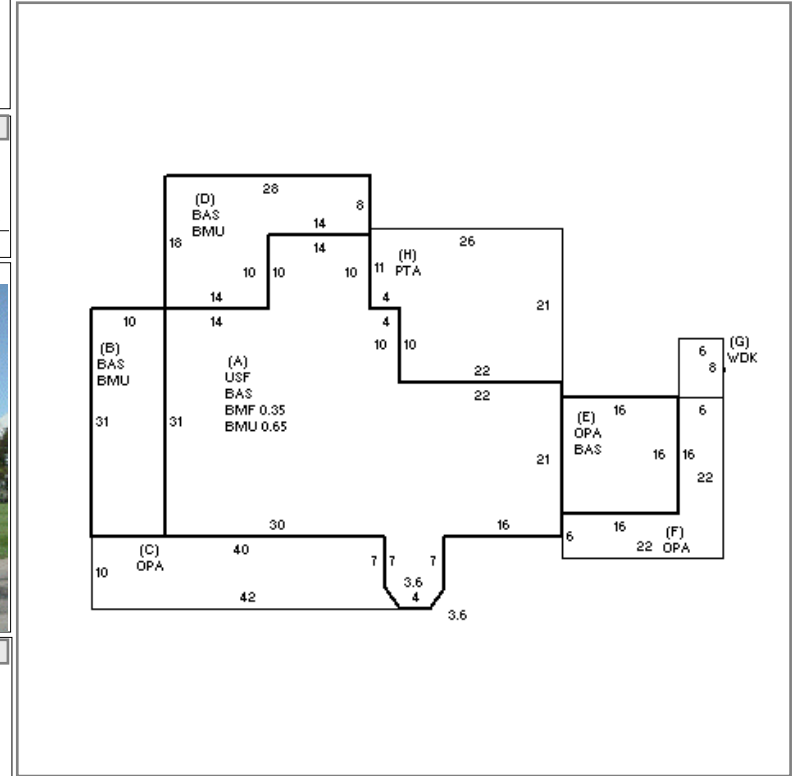 28
(D)
BAS
BMU
8
14
14
18
10
10
10
14
14
(H)
PTA
26
11
4
4
21
10
10
10
(B)
BAS
BMU
(A)
USF
BAS
BMF 0.35
BMU 0.65
22
22
6
8
(G)
WDK
31
31
16
6
(E)
OPA
BAS
21
16
16
22
30
16
16
6
(F)
22 OPA
(C)
OPA
40
10
42
7
7
7
3.6
4
3.6